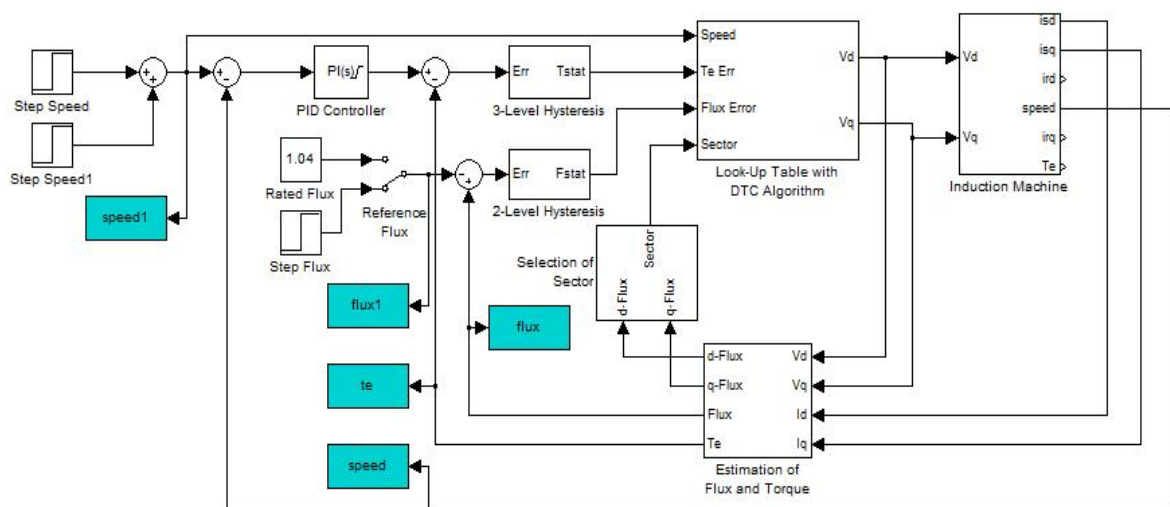 Step Speed
Step Speed1
speed1
PI(s)
PID Controller
1.04
Rated Flux
Step Flux
Reference
Flux
flux1
te
speed
flux
Err Tstat
3-Level Hysteresis
Err Fstat
2-Level Hysteresis
Selection of
Sector
Sector
d-Flux
q-Flux
Speed
Te Err
Flux Error
Sector
Vd
Vq
Look-Up Table with
DTC Algorithm
Vd
Vq
isd
isq
ird
speed
irq
Te
Induction Machine
d-Flux
q-Flux
Flux
Te
Vd
Vq
Id
Iq
Estimation of
Flux and Torque